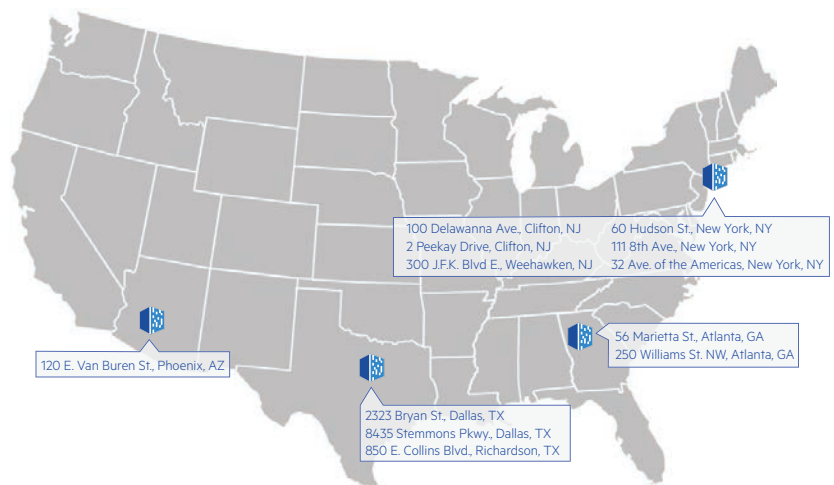 100 Delawanna Ave., Clifton, NJ
2 Peekay Drive, Clifton, NJ
300 J.F.K. Blvd E., Weehawken, NJ
60 Hudson St., New York, NY
111 8th Ave., New York, NY
32 Ave. of the Americas, New York, NY
56 Marietta St., Atlanta, GA
250 Williams St. NW, Atlanta, GA
120 E. Van Buren St., Phoenix, AZ
2323 Bryan St., Dallas, TX
8435 Stemmons Pkwy., Dallas, TX
850 E. Collins Blvd., Richardson, TX